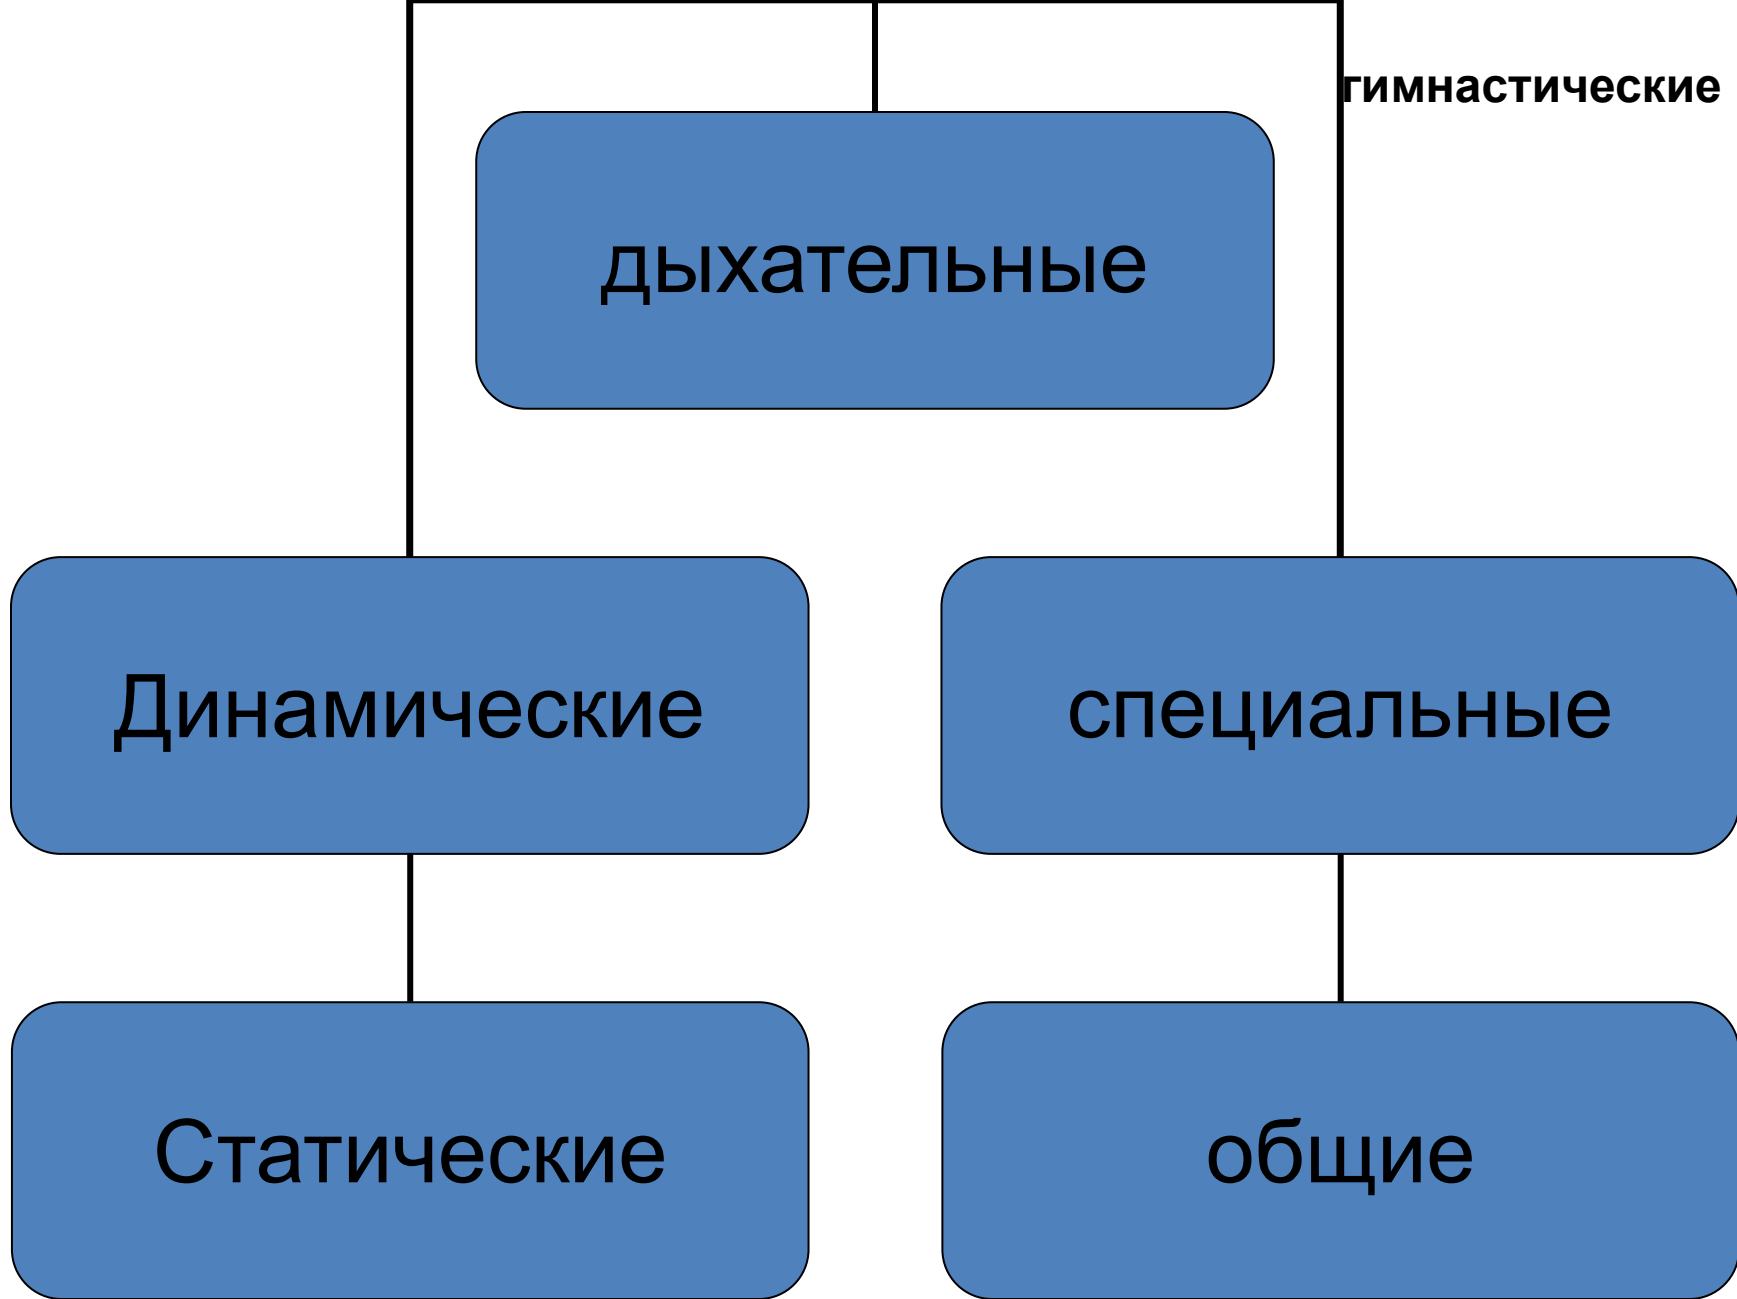 гимнастические
дыхательные
Динамические
специальные
Статические
общие